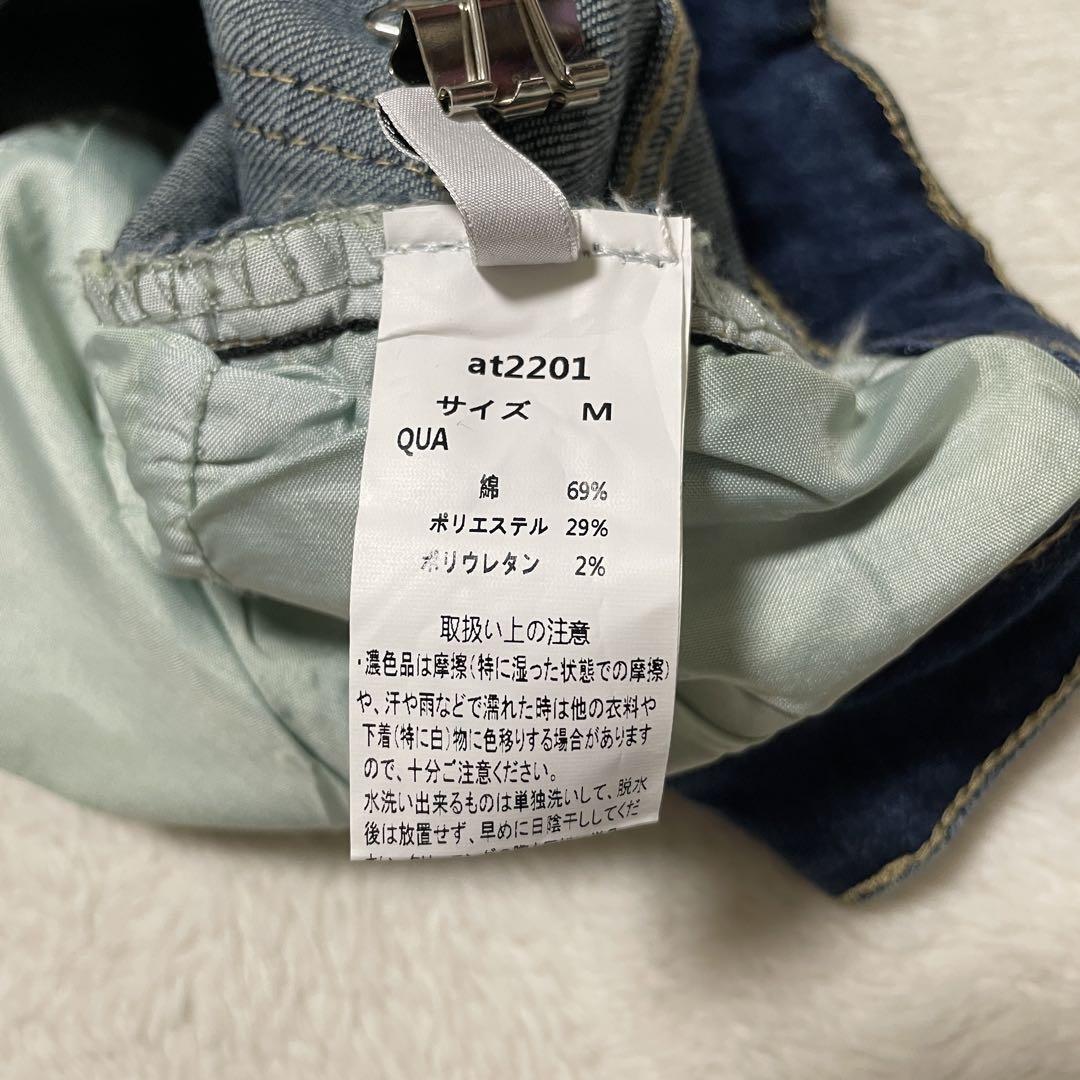 at2201
サイズ M
QUA
綿 69%
ポリエステル 29%
ポリウレタン 2%
取扱い上の注意
・濃色品は摩擦(特に湿った状態での摩擦)
や、汗や雨などで濡れた時は他の衣料や
下着(特に白)物に色移りする場合があります
ので、十分ご注意ください。
水洗い出来るものは単独洗いして、脱水
後は放置せず、早めに日陰干ししてくだ